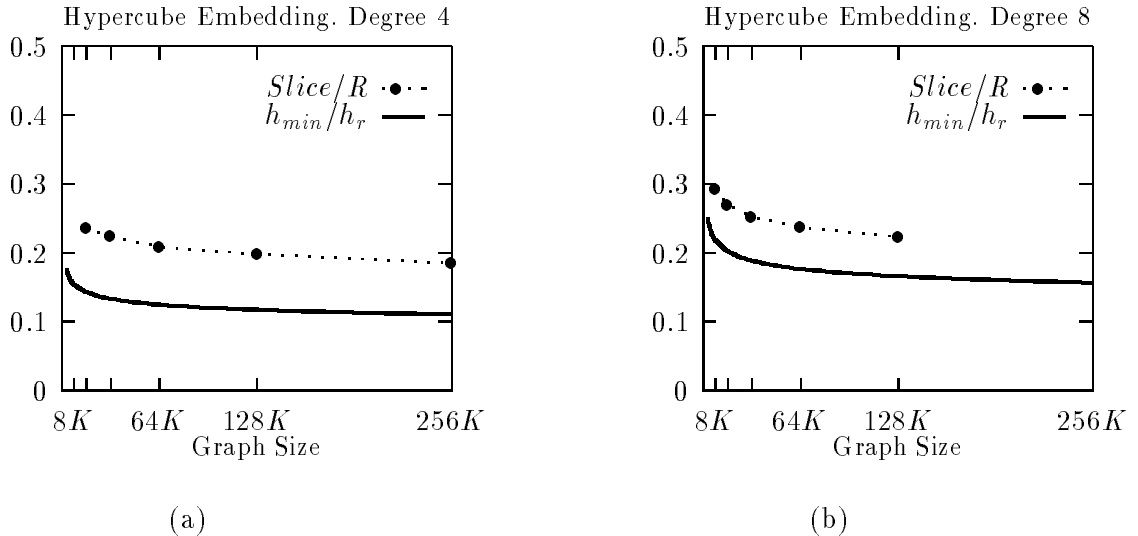 Hypercube Embedding. Degree 4
0.5
0.4
0.3
0.2
0.1
0
Slice/R
h_min/h_r
8K 64K 128K 256K
Graph Size
(a)
Hypercube Embedding. Degree 8
0.5
0.4
0.3
0.2
0.1
0
Slice/R
h_min/h_r
8K 64K 128K 256K
Graph Size
(b)